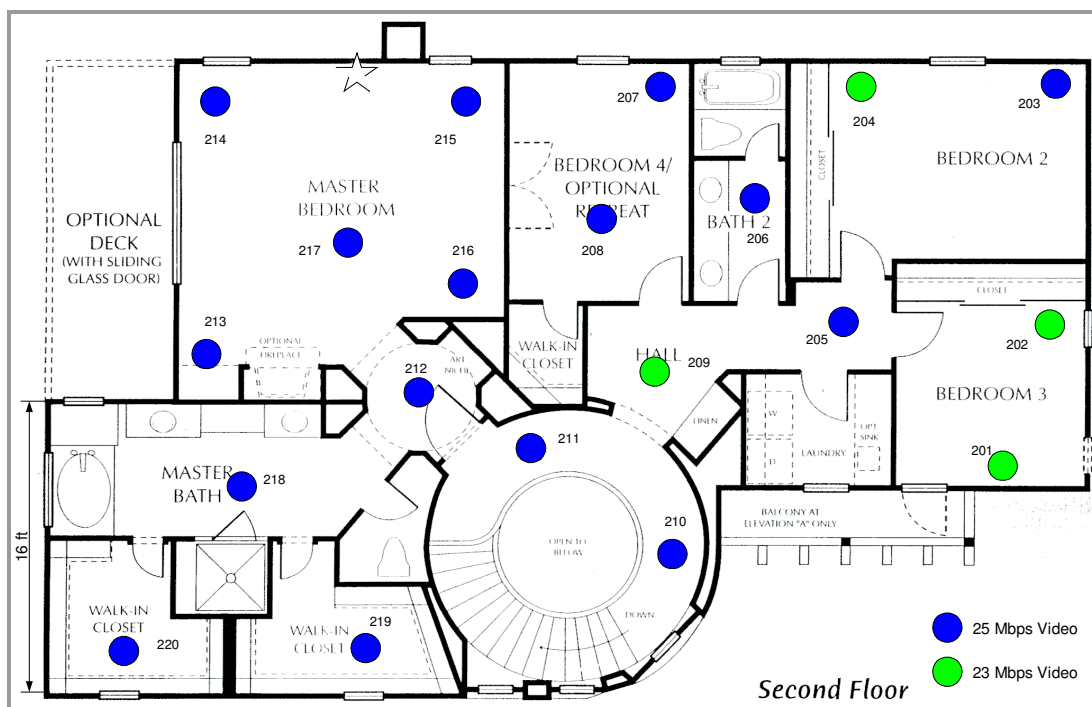 207
203
214
215
204
BEDROOM 4/
OPTIONAL
RETREAT
BEDROOM 2
CLOSET
MASTER
BEDROOM
OPTIONAL
DECK
(WITH SLIDING
GLASS DOOR)
BATH 2
206
217
216
208
CLOSET
213
OPTIONAL
FIREPLACE
WALK-IN
CLOSET
HALL
205
202
212
ART
NICHE
209
BEDROOM 3
W
D
LINEN
OPT.
SINK
LAUNDRY
211
201
MASTER
BATH
218
BALCONY AT
ELEVATION "A" ONLY
210
OPEN TO
BELOW
16 ft
WALK-IN
CLOSET
220
WALK-IN
CLOSET
219
DOWN
25 Mbps Video
23 Mbps Video
Second Floor